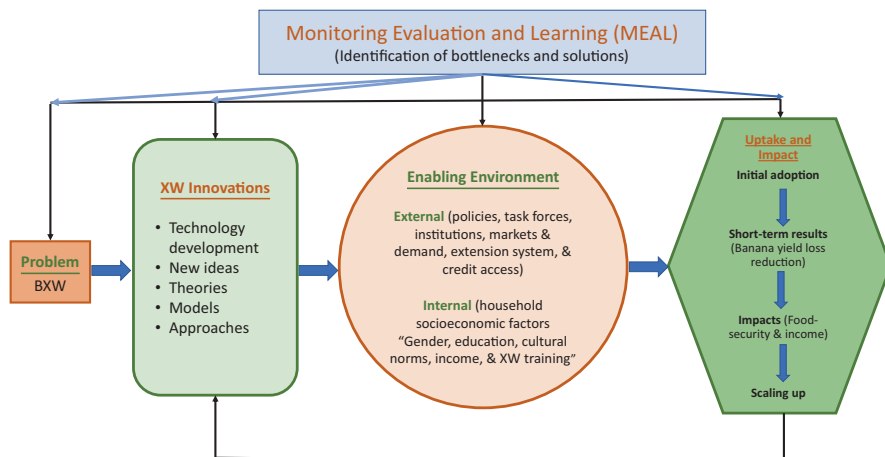 Monitoring Evaluation and Learning (MEAL)
(Identification of bottlenecks and solutions)
Problem
BXW
XW Innovations
• Technology
development
• New ideas
• Theories
• Models
• Approaches
Enabling Environment
External (policies, task forces,
institutions, markets &
demand, extension system, &
credit access)
Internal (household
socioeconomic factors
“Gender, education, cultural
norms, income, & XW training”
Uptake and
Impact
Initial adoption
Short-term results
(Banana yield loss
reduction)
Impacts (Food-
security & income)
Scaling up